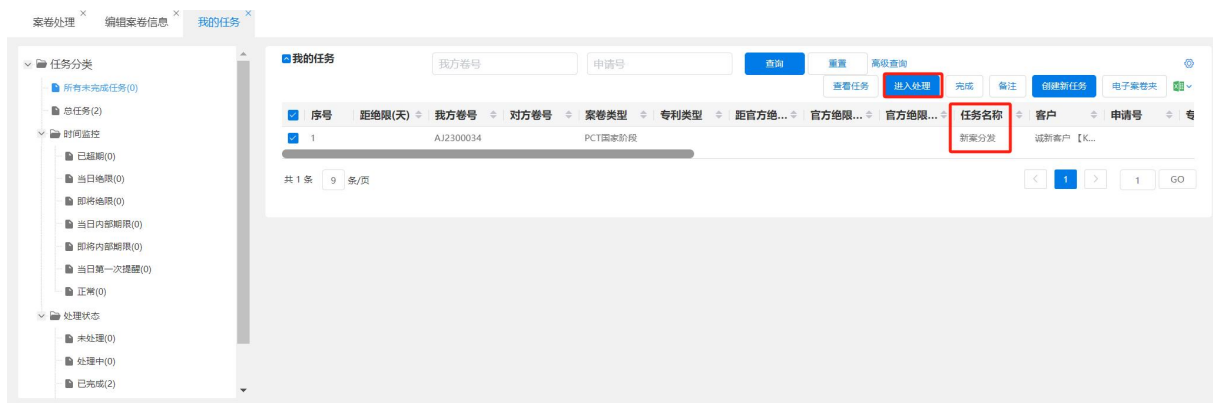 案卷处理 × 编辑案卷信息 × 我的任务 ×
任务分类
所有未完成任务(0)
总任务(2)
时间监控
已超期(0)
当日绝限(0)
即将绝限(0)
当日内部期限(0)
即将内部期限(0)
当日第一次提醒(0)
正常(0)
处理状态
未处理(0)
处理中(0)
已完成(2)
我的任务 我方卷号 申请号 查询 重置 高级查询
查看任务 进入处理 完成 备注 创建新任务 电子案卷夹
序号 距绝限(天) 我方卷号 对方卷号 案卷类型 专利类型 距官方绝... 官方绝限... 官方绝限... 任务名称 客户 申请号 专
1 AJ2300034 PCT国家阶段 新案分发 诚新客户 【K...
共 1 条 9 条/页 < 1 > 1 GO